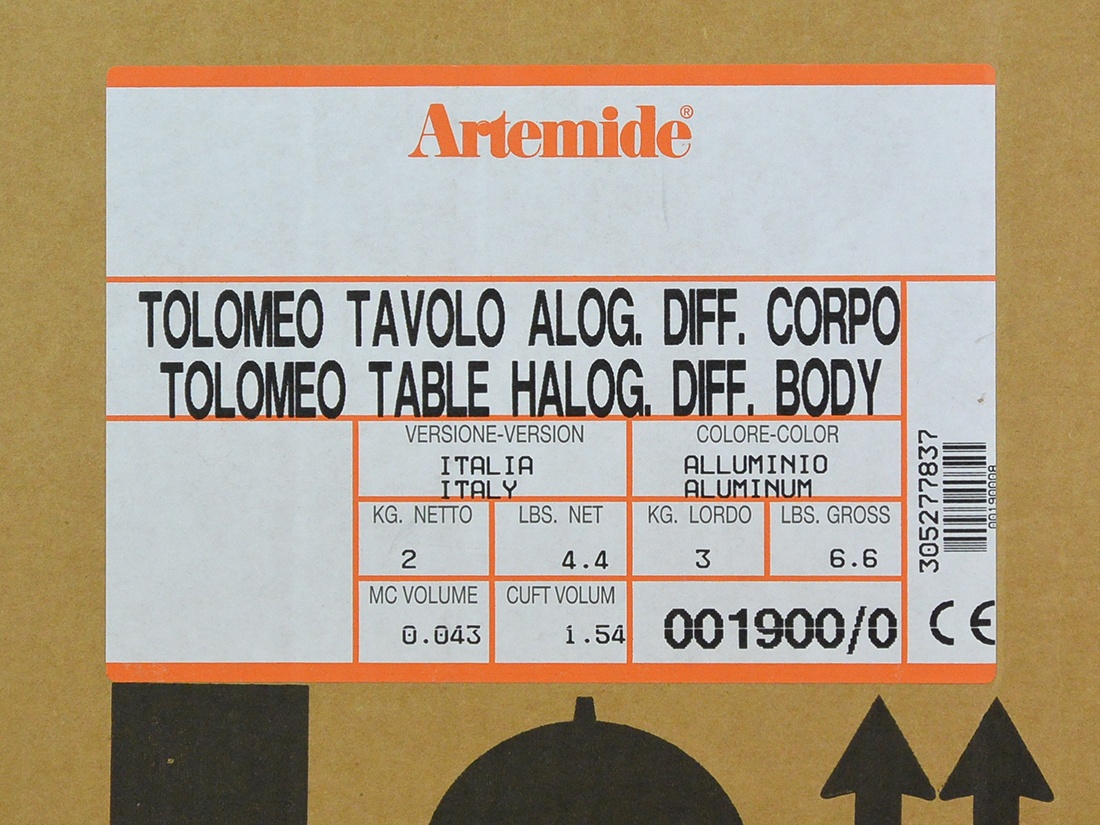 Artemide®
TOLOMEO TAVOLO ALOG. DIFF. CORPO
TOLOMEO TABLE HALOG. DIFF. BODY
VERSIONE-VERSION
ITALIA
ITALY
COLORE-COLOR
ALLUMINIO
ALUMINUM
KG. NETTO
2
LBS. NET
4.4
KG. LORDO
3
LBS. GROSS
6.6
MC VOLUME
0.043
CUFT VOLUM
1.54
001900/0
305277837
CE